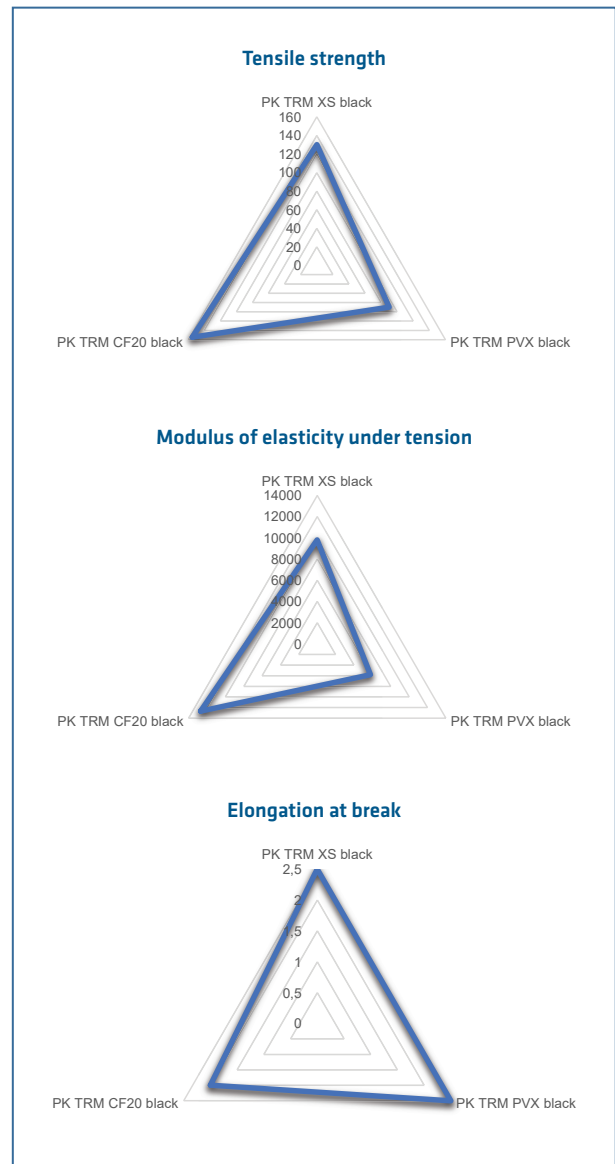 Tensile strength
PK TRM XS black
160
140
120
100
80
60
40
20
0
PK TRM CF20 black
PK TRM PVX black
Modulus of elasticity under tension
PK TRM XS black
14000
12000
10000
8000
6000
4000
2000
0
PK TRM CF20 black
PK TRM PVX black
Elongation at break
PK TRM XS black
2,5
2
1,5
1
0,5
0
PK TRM CF20 black
PK TRM PVX black